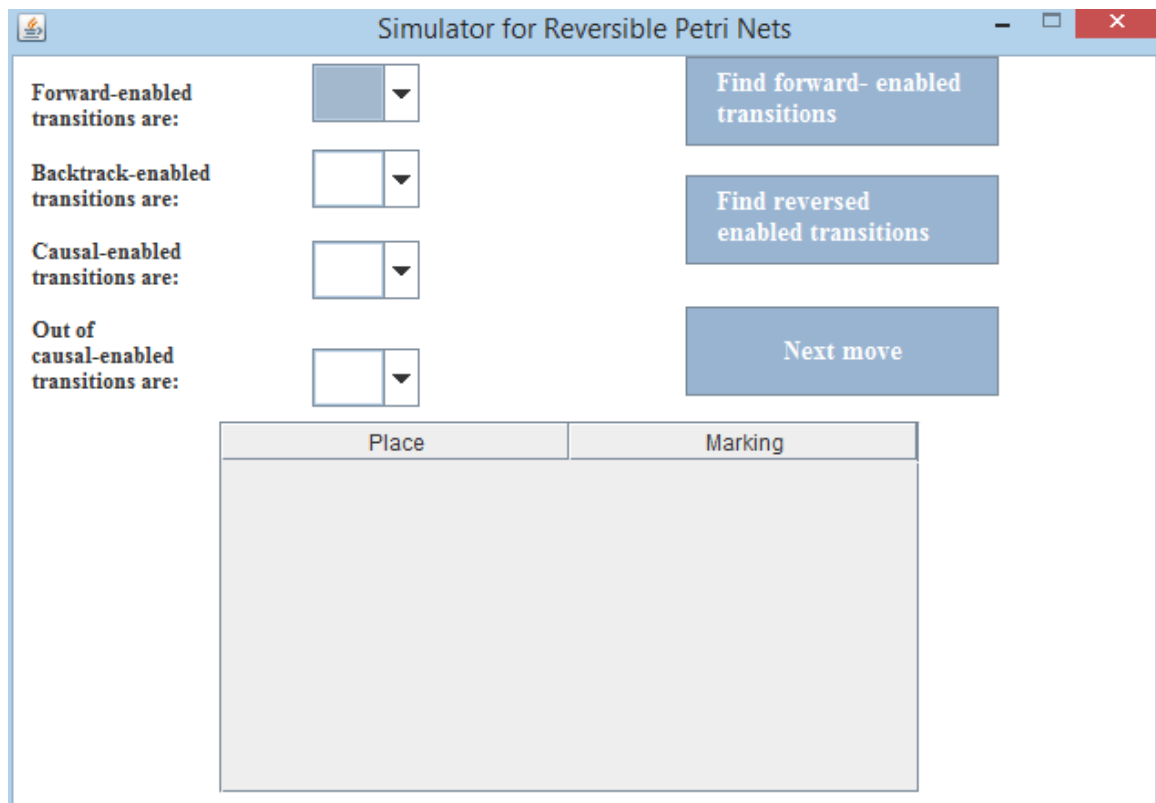 Simulator for Reversible Petri Nets
Forward-enabled
transitions are:
Find forward- enabled
transitions
Backtrack-enabled
transitions are:
Find reversed
enabled transitions
Causal-enabled
transitions are:
Out of
causal-enabled
transitions are:
Next move
Place
Marking